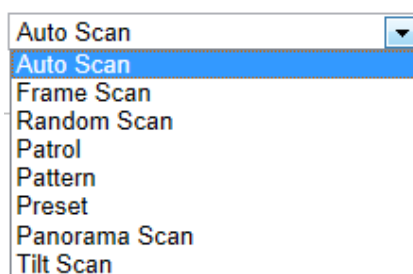 Auto Scan
Auto Scan
Frame Scan
Random Scan
Patrol
Pattern
Preset
Panorama Scan
Tilt Scan